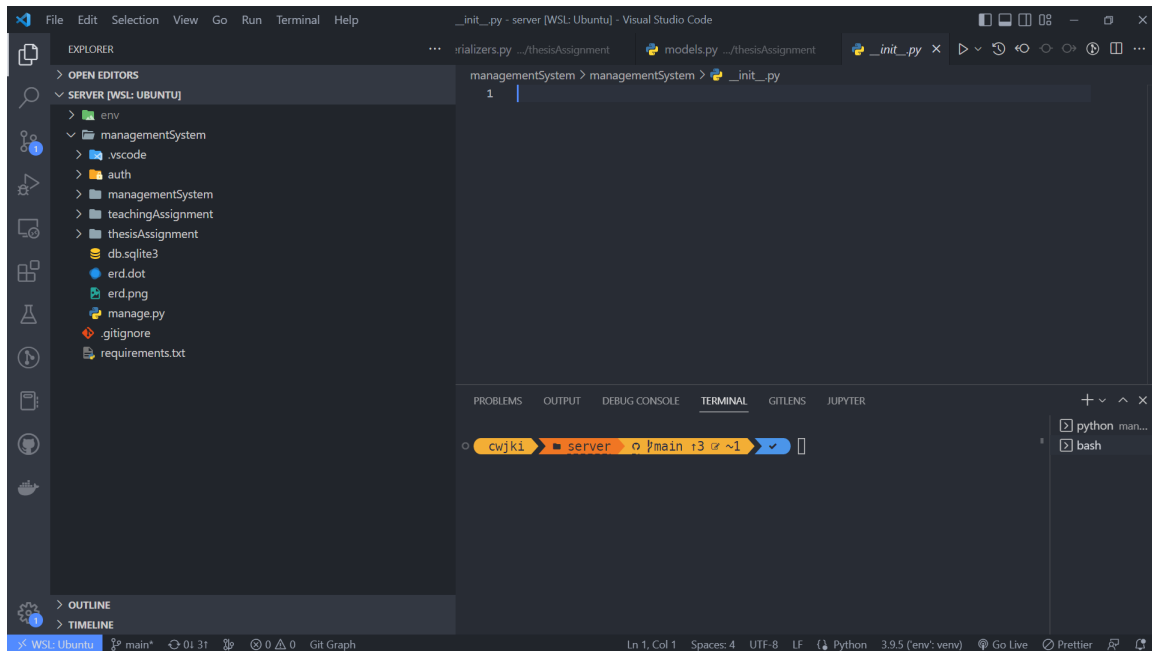 File Edit Selection View Go Run Terminal Help
__init__.py - server [WSL: Ubuntu] - Visual Studio Code
EXPLORER
erializers.py .../thesisAssignment
models.py .../thesisAssignment
__init__.py
OPEN EDITORS
SERVER [WSL: UBUNTU]
env
managementSystem
.vscode
auth
managementSystem
teachingAssignment
thesisAssignment
db.sqlite3
erd.dot
erd.png
manage.py
.gitignore
requirements.txt
OUTLINE
TIMELINE
managementSystem > managementSystem > __init__.py
1
PROBLEMS OUTPUT DEBUG CONSOLE TERMINAL GITLENS JUPYTER
cwjki server main ↑3 ~1
python man...
bash
1
1
WSL: Ubuntu main* 0↓ 3↑ 0 0 Git Graph
Ln 1, Col 1 Spaces: 4 UTF-8 LF Python 3.9.5 ('env': venv) Go Live Prettier